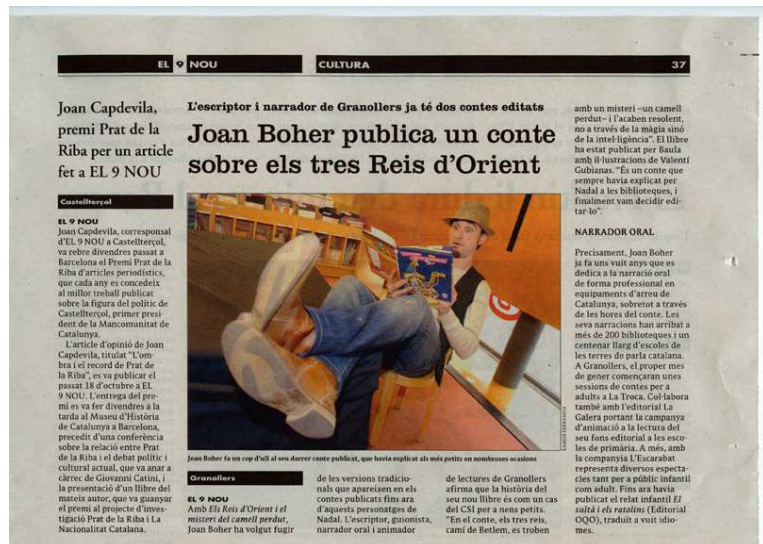 EL 9 NOU
CULTURA
37
Joan Capdevila,
premi Prat de la
Riba per un article
fet a EL 9 NOU
Castellterçol
EL 9 NOU
Joan Capdevila, corresponsal
d'EL 9 NOU a Castellterçol,
va rebre divendres passat a
Barcelona el Premi Prat de la
Riba d'articles periodístics,
que cada any es concedeix
al millor treball publicat
sobre la figura del polític de
Castellterçol, primer presi-
dent de la Mancomunitat de
Catalunya.
L'article d'opinió de Joan
Capdevila, titulat "L'om-
bra i el record de Prat de
la Riba", es va publicar el
passat 18 d'octubre a EL
9 NOU. L'entrega del pre-
mi es va fer divendres a la
tarda al Museu d'Història
de Catalunya a Barcelona,
precedit d'una conferència
sobre la relació entre Prat
de la Riba i el debat polític i
cultural actual, que va anar a
càrrec de Giovanni Catini, i
la presentació d'un llibre del
mateix autor, que va guanyar
el premi al projecte d'inves-
tigació Prat de la Riba i La
Nacionalitat Catalana.
L'escriptor i narrador de Granollers ja té dos contes editats
Joan Boher publica un conte
sobre els tres Reis d'Orient
Joan Boher fa un cop d'ull al seu darrer conte publicat, que havia explicat als més petits en nombroses ocasions
Granollers
EL 9 NOU
Amb Els Reis d'Orient i el
misteri del camell perdut,
Joan Boher ha volgut fugir
de les versions tradicio-
nals que apareixen en els
contes publicats fins ara
d'aquests personatges de
Nadal. L'escriptor, guionista,
narrador oral i animador
de lectures de Granollers
afirma que la història del
seu nou llibre és com un cas
del CSI per a nens petits.
"En el conte, els tres reis,
camí de Betlem, es troben
amb un misteri –un camell
perdut– i l'acaben resolent,
no a través de la màgia sinó
de la intel·ligència". El llibre
ha estat publicat per Baula
amb il·lustracions de Valentí
Gubianas. "És un conte que
sempre havia explicat per
Nadal a les biblioteques, i
finalment vam decidir edi-
tar-lo".
NARRADOR ORAL
Precisament, Joan Boher
ja fa uns vuit anys que es
dedica a la narració oral
de forma professional en
equipaments d'arreu de
Catalunya, sobretot a través
de les hores del conte. Les
seva narracions han arribat a
més de 200 biblioteques i un
centenar llarg d'escoles de
les terres de parla catalana.
A Granollers, el proper mes
de gener començaran unes
sessions de contes per a
adults a La Troca. Col·labora
també amb l'editorial La
Galera portant la campanya
d'animació a la lectura del
seu fons editorial a les esco-
les de primària. A més, amb
la companyia L'Escarabat
representa diversos especta-
cles tant per a públic infantil
com adult. Fins ara havia
publicat el relat infantil El
sultà i els ratolins (Editorial
OQO), traduït a vuit idio-
mes.